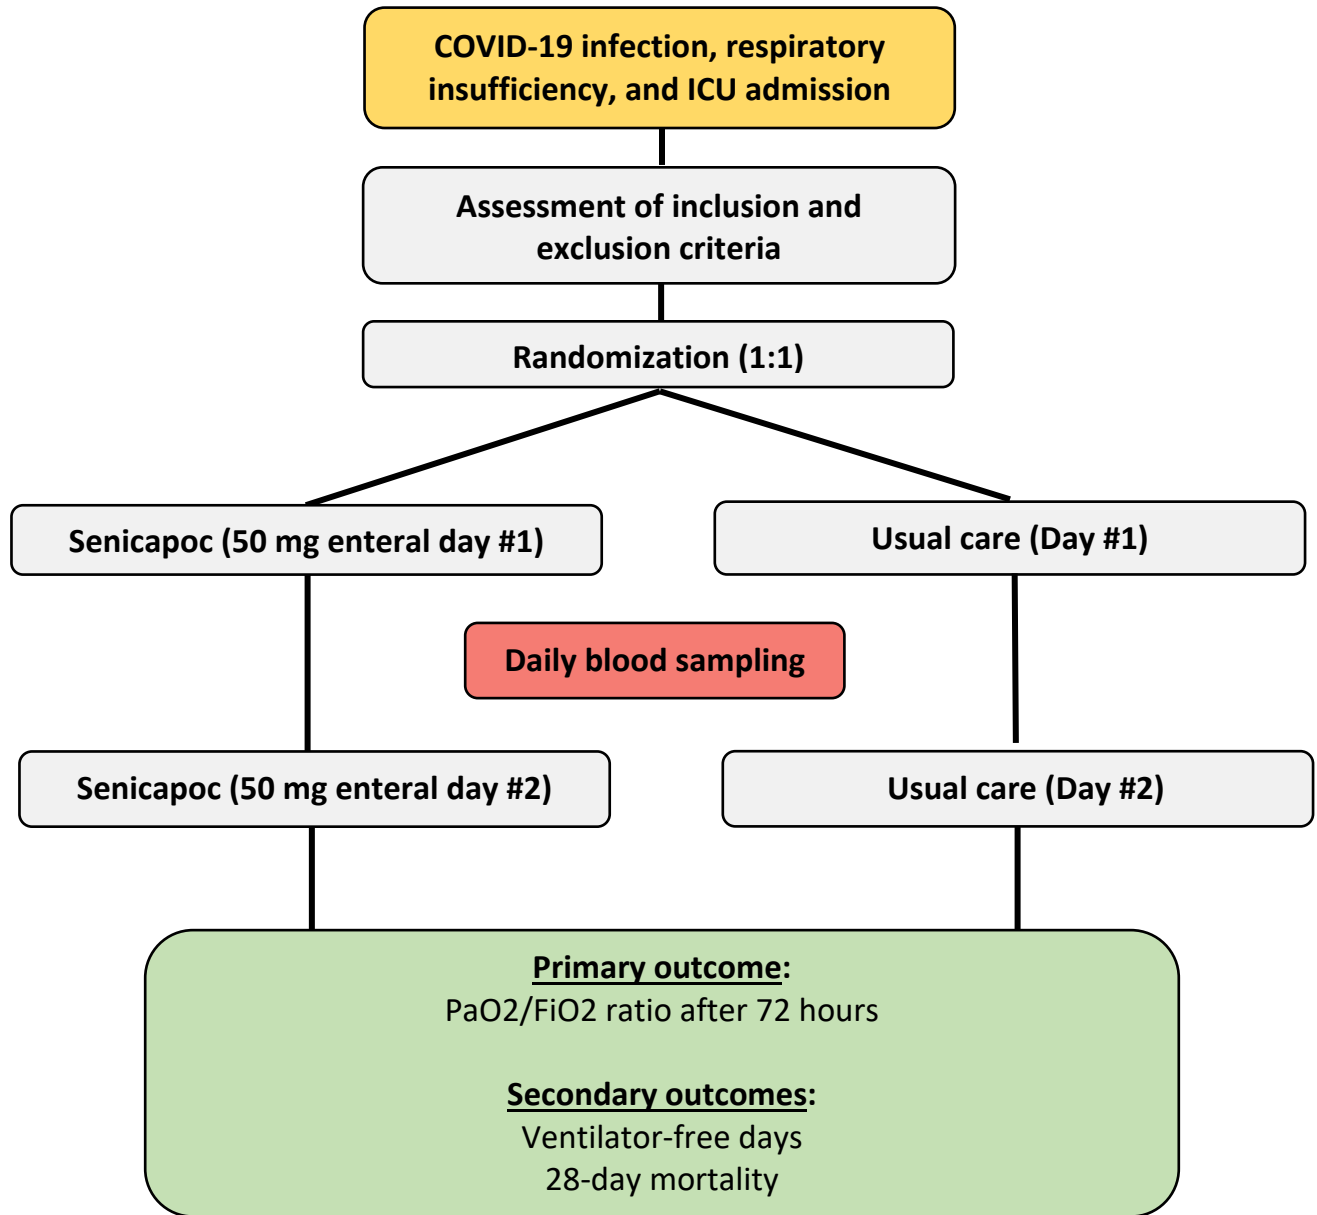 COVID-19 infection, respiratory
insufficiency, and ICU admission
Assessment of inclusion and
exclusion criteria
Randomization (1:1)
Senicapoc (50 mg enteral day #1)
Usual care (Day #1)
Daily blood sampling
Senicapoc (50 mg enteral day #2)
Usual care (Day #2)
Primary outcome:
PaO2/FiO2 ratio after 72 hours
Secondary outcomes:
Ventilator-free days
28-day mortality